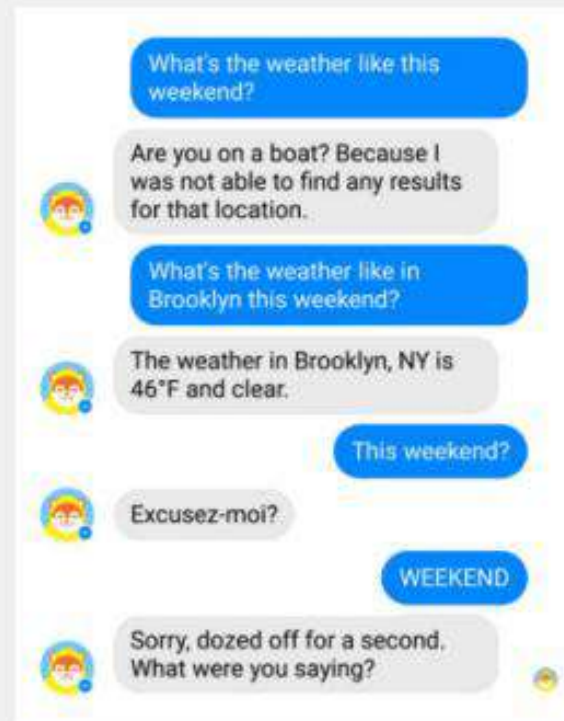 What's the weather like this
weekend?
Are you on a boat? Because I
was not able to find any results
for that location.
What's the weather like in
Brooklyn this weekend?
The weather in Brooklyn, NY is
46°F and clear.
This weekend?
Excusez-moi?
WEEKEND
Sorry, dozed off for a second.
What were you saying?